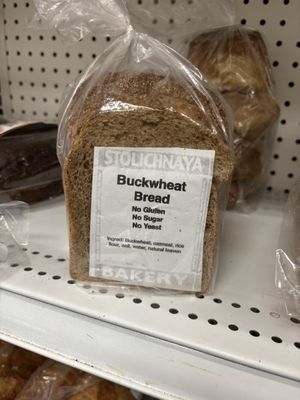 STOLICHNAYA
Buckwheat
Bread
No Gluten
No Sugar
No Yeast
Ingred: Buckwheat, oatmeal, rice
flour, salt, water, natural leaven
BAKERY